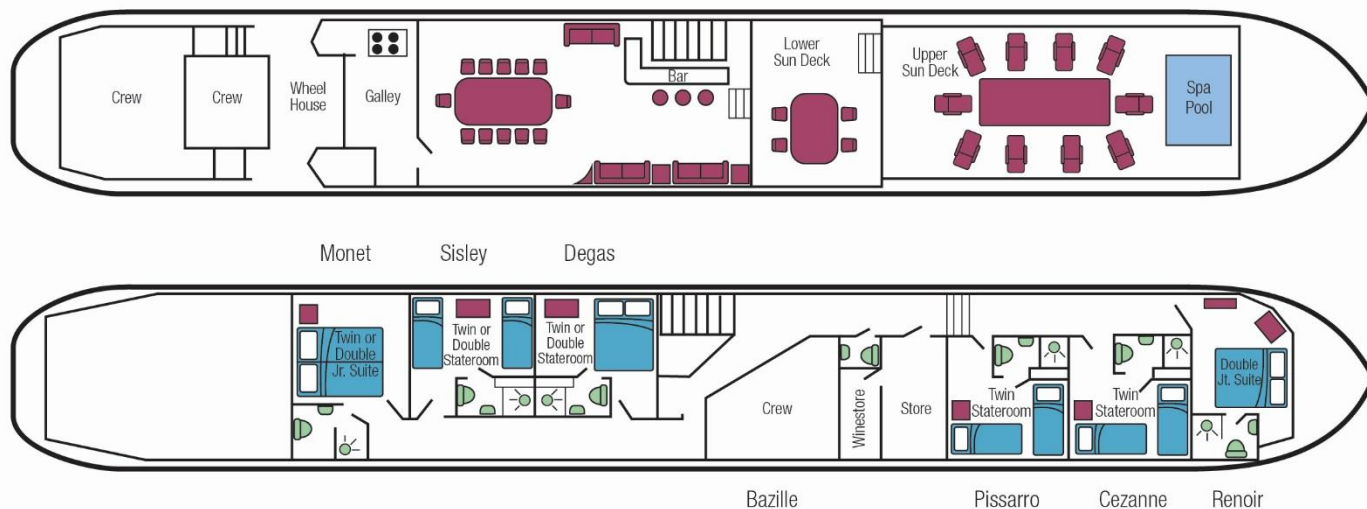 Crew
Crew
Wheel
House
Galley
Bar
Lower
Sun Deck
Upper
Sun Deck
Spa
Pool
Monet
Sisley
Degas
Twin or
Double
Jr. Suite
Twin or
Double
Stateroom
Twin or
Double
Stateroom
Crew
Winestore
Store
Twin
Stateroom
Twin
Stateroom
Double
Jt. Suite
Bazille
Pissarro
Cezanne
Renoir